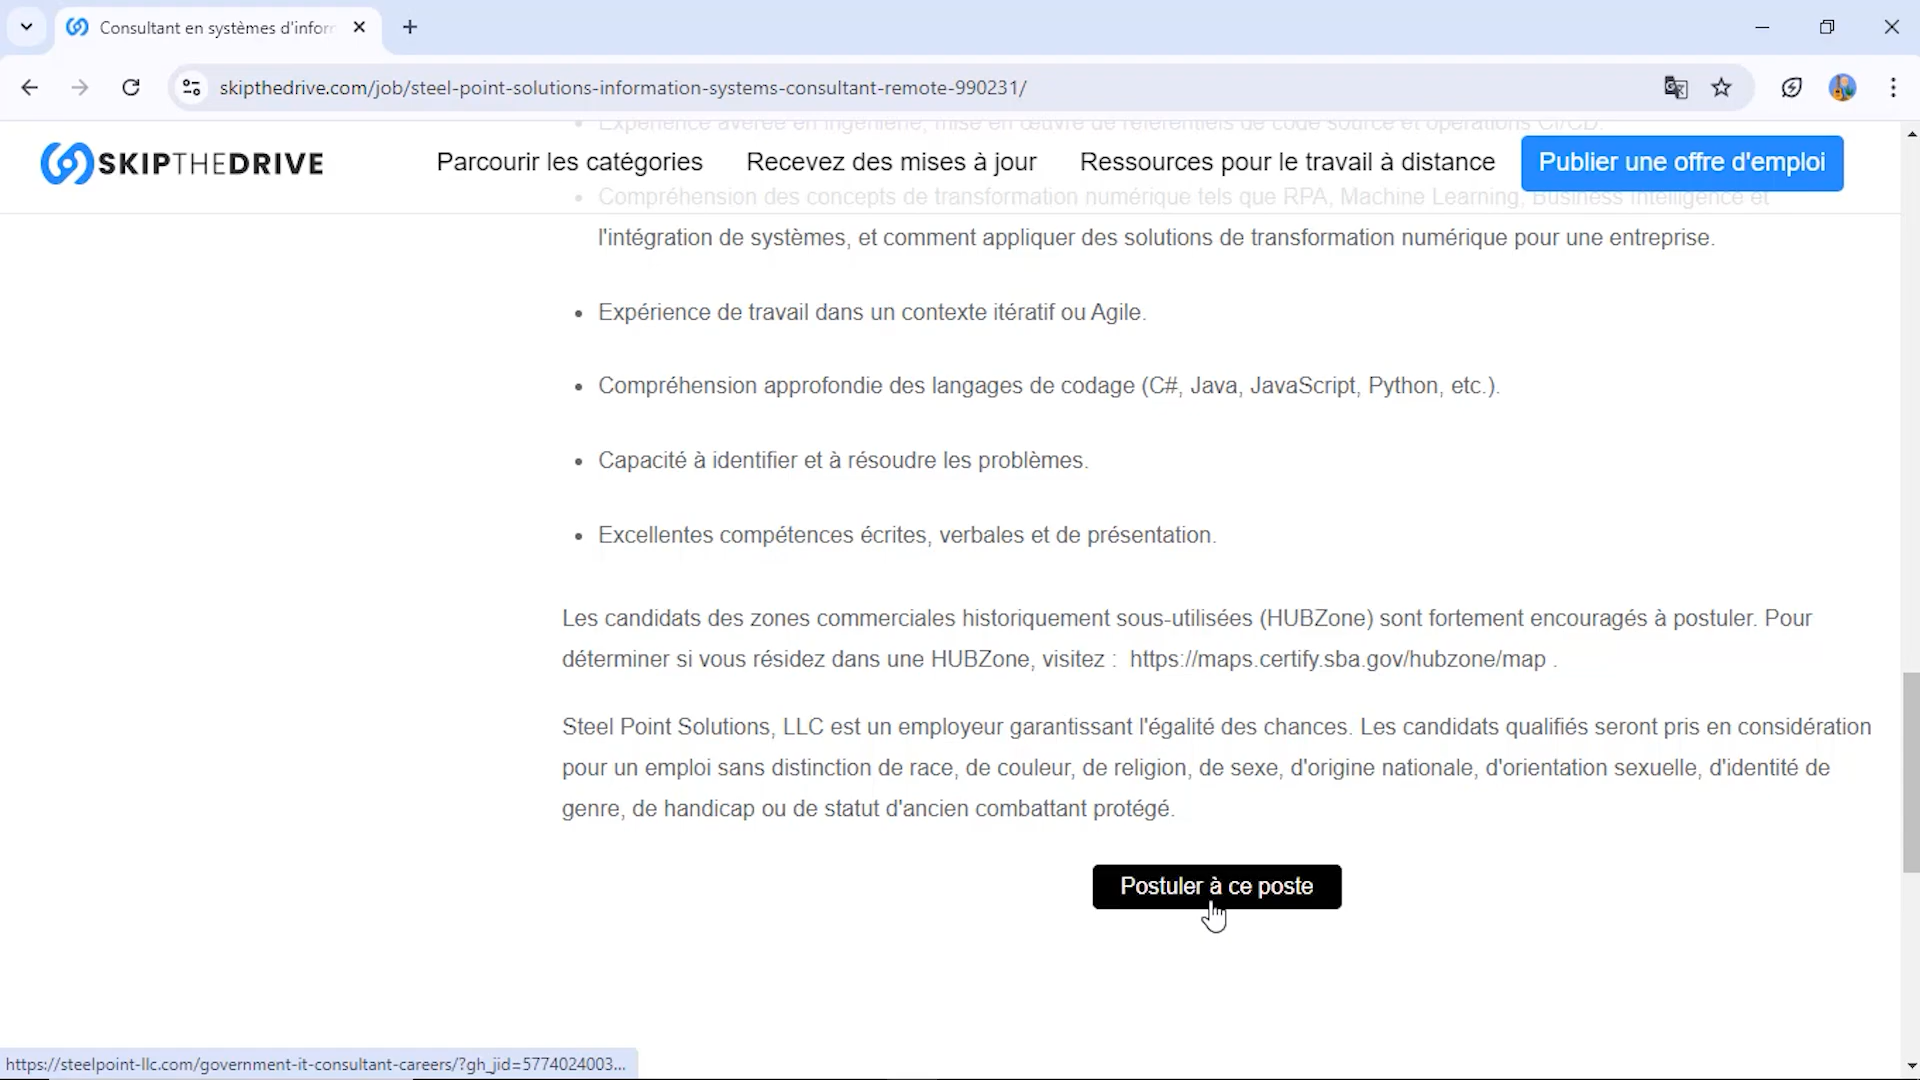 Consultant en systèmes d'infor
skipthedrive.com/job/steel-point-solutions-information-systems-consultant-remote-990231/
Expérience avérée en ingénierie, mise en œuvre de référentiels de code source et opérations CI/CD.
SKIPTHEDRIVE
Parcourir les catégories
Recevez des mises à jour
Ressources pour le travail à distance
Publier une offre d'emploi
Compréhension des concepts de transformation numérique tels que RPA, Machine Learning, Business Intelligence et
l'intégration de systèmes, et comment appliquer des solutions de transformation numérique pour une entreprise.
Expérience de travail dans un contexte itératif ou Agile.
Compréhension approfondie des langages de codage (C#, Java, JavaScript, Python, etc.).
Capacité à identifier et à résoudre les problèmes.
Excellentes compétences écrites, verbales et de présentation.
Les candidats des zones commerciales historiquement sous-utilisées (HUBZone) sont fortement encouragés à postuler. Pour
déterminer si vous résidez dans une HUBZone, visitez : https://maps.certify.sba.gov/hubzone/map .
Steel Point Solutions, LLC est un employeur garantissant l'égalité des chances. Les candidats qualifiés seront pris en considération
pour un emploi sans distinction de race, de couleur, de religion, de sexe, d'origine nationale, d'orientation sexuelle, d'identité de
genre, de handicap ou de statut d'ancien combattant protégé.
Postuler à ce poste
https://steelpoint-llc.com/government-it-consultant-careers/?gh_jid=5774024003...